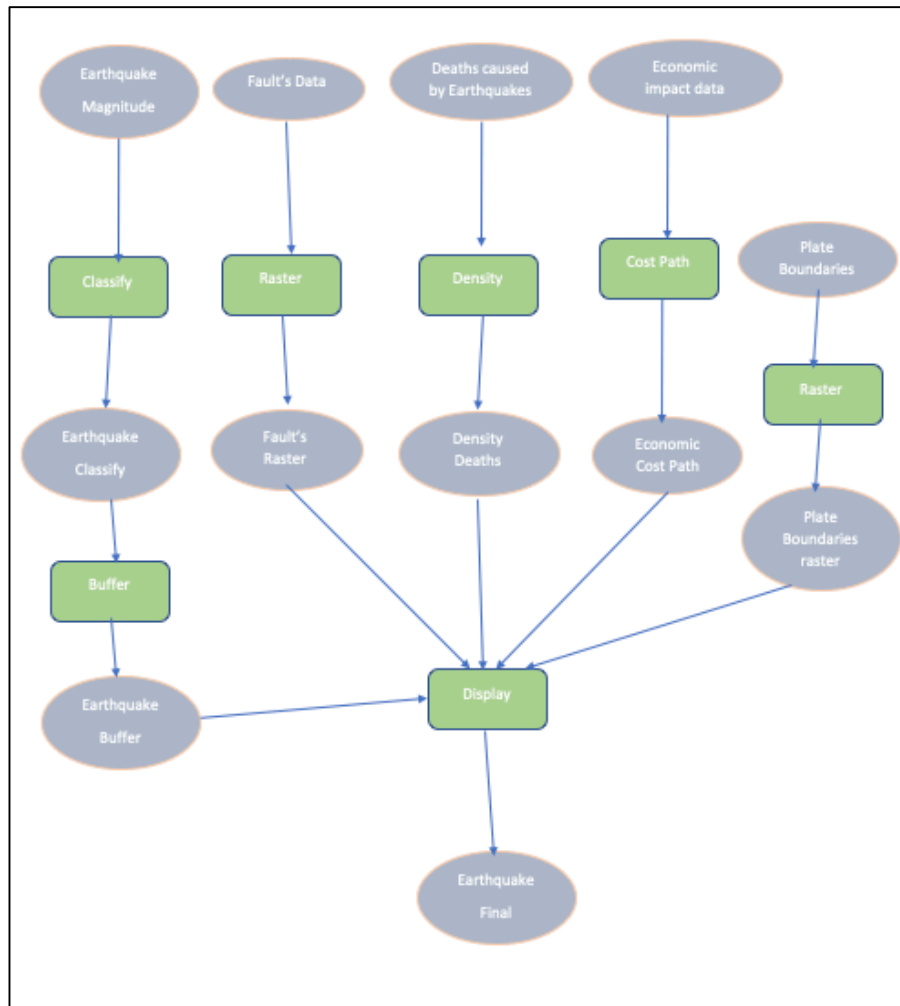 Earthquake
Magnitude
Fault's Data
Deaths caused
by Earthquakes
Economic
impact data
Classify
Raster
Density
Cost Path
Plate
Boundaries
Raster
Earthquake
Classify
Fault's
Raster
Density
Deaths
Economic
Cost Path
Plate
Boundaries
raster
Buffer
Earthquake
Buffer
Display
Earthquake
Final